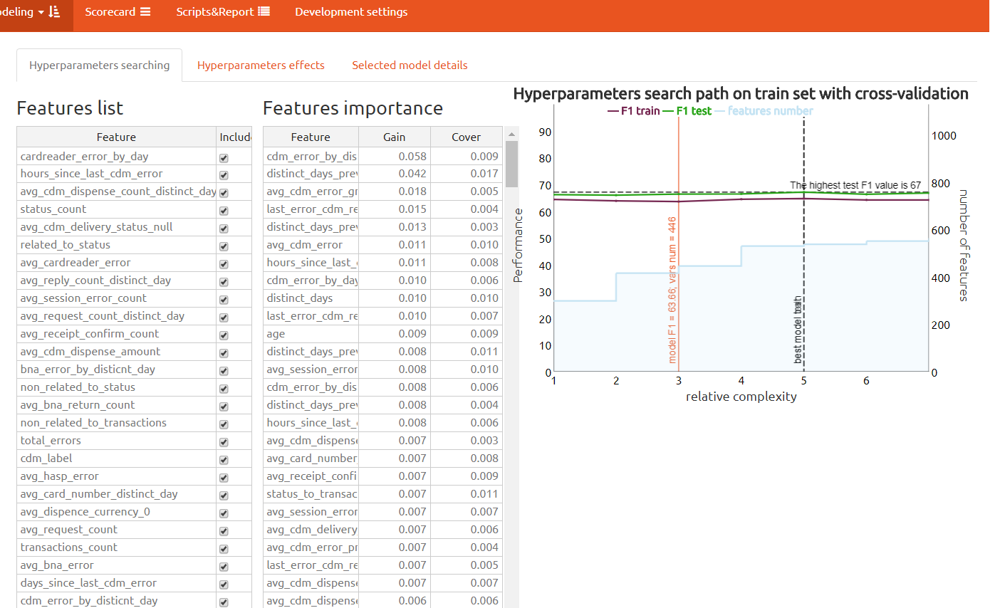 odeling Scorecard Scripts&Report Development settings
Hyperparameters searching Hyperparameters effects Selected model details
Features list
Feature Includ
cardreader_error_by_day
hours_since_last_cdm_error
avg_cdm_dispense_count_distinct_day
status_count
avg_cdm_delivery_status_null
related_to_status
avg_cardreader_error
avg_reply_count_distinct_day
avg_session_error_count
avg_request_count_distinct_day
avg_receipt_confirm_count
avg_cdm_dispense_amount
bna_error_by_disticnt_day
non_related_to_status
avg_bna_return_count
non_related_to_transactions
total_errors
cdm_label
avg_hasp_error
avg_card_number_distinct_day
avg_dispence_currency_0
avg_request_count
transactions_count
avg_bna_error
days_since_last_cdm_error
cdm_error_by_disticnt_day
Features importance
Feature Gain Cover
cdm_error_by_dis 0.058 0.009
distinct_days_prev 0.042 0.017
avg_cdm_error_gr 0.018 0.005
last_error_cdm_re 0.015 0.004
distinct_days_prev 0.013 0.003
avg_cdm_error 0.011 0.010
hours_since_last_ 0.011 0.008
cdm_error_by_day 0.010 0.006
distinct_days 0.010 0.010
last_error_cdm_re 0.010 0.007
age 0.009 0.009
distinct_days_prev 0.008 0.011
avg_session_error 0.008 0.010
cdm_error_by_dis 0.008 0.006
distinct_days_prev 0.008 0.004
hours_since_last_ 0.008 0.006
avg_cdm_dispense 0.007 0.003
avg_card_number_ 0.007 0.008
avg_receipt_confi 0.007 0.009
status_to_transac 0.007 0.011
avg_session_error 0.007 0.007
avg_cdm_delivery_ 0.007 0.006
avg_cdm_error_pr 0.007 0.004
last_error_cdm_re 0.007 0.005
avg_cdm_dispense 0.007 0.007
avg_cdm_dispense 0.006 0.006
Hyperparameters search path on train set with cross-validation
F1 train F1 test features number
90
80
70
60
50
40
30
20
10
0
Performance
The highest test F1 value is 67
model F1 = 63.66; vars num = 446
best model train
1000
800
600
400
200
0
number of features
1 2 3 4 5 6
relative complexity